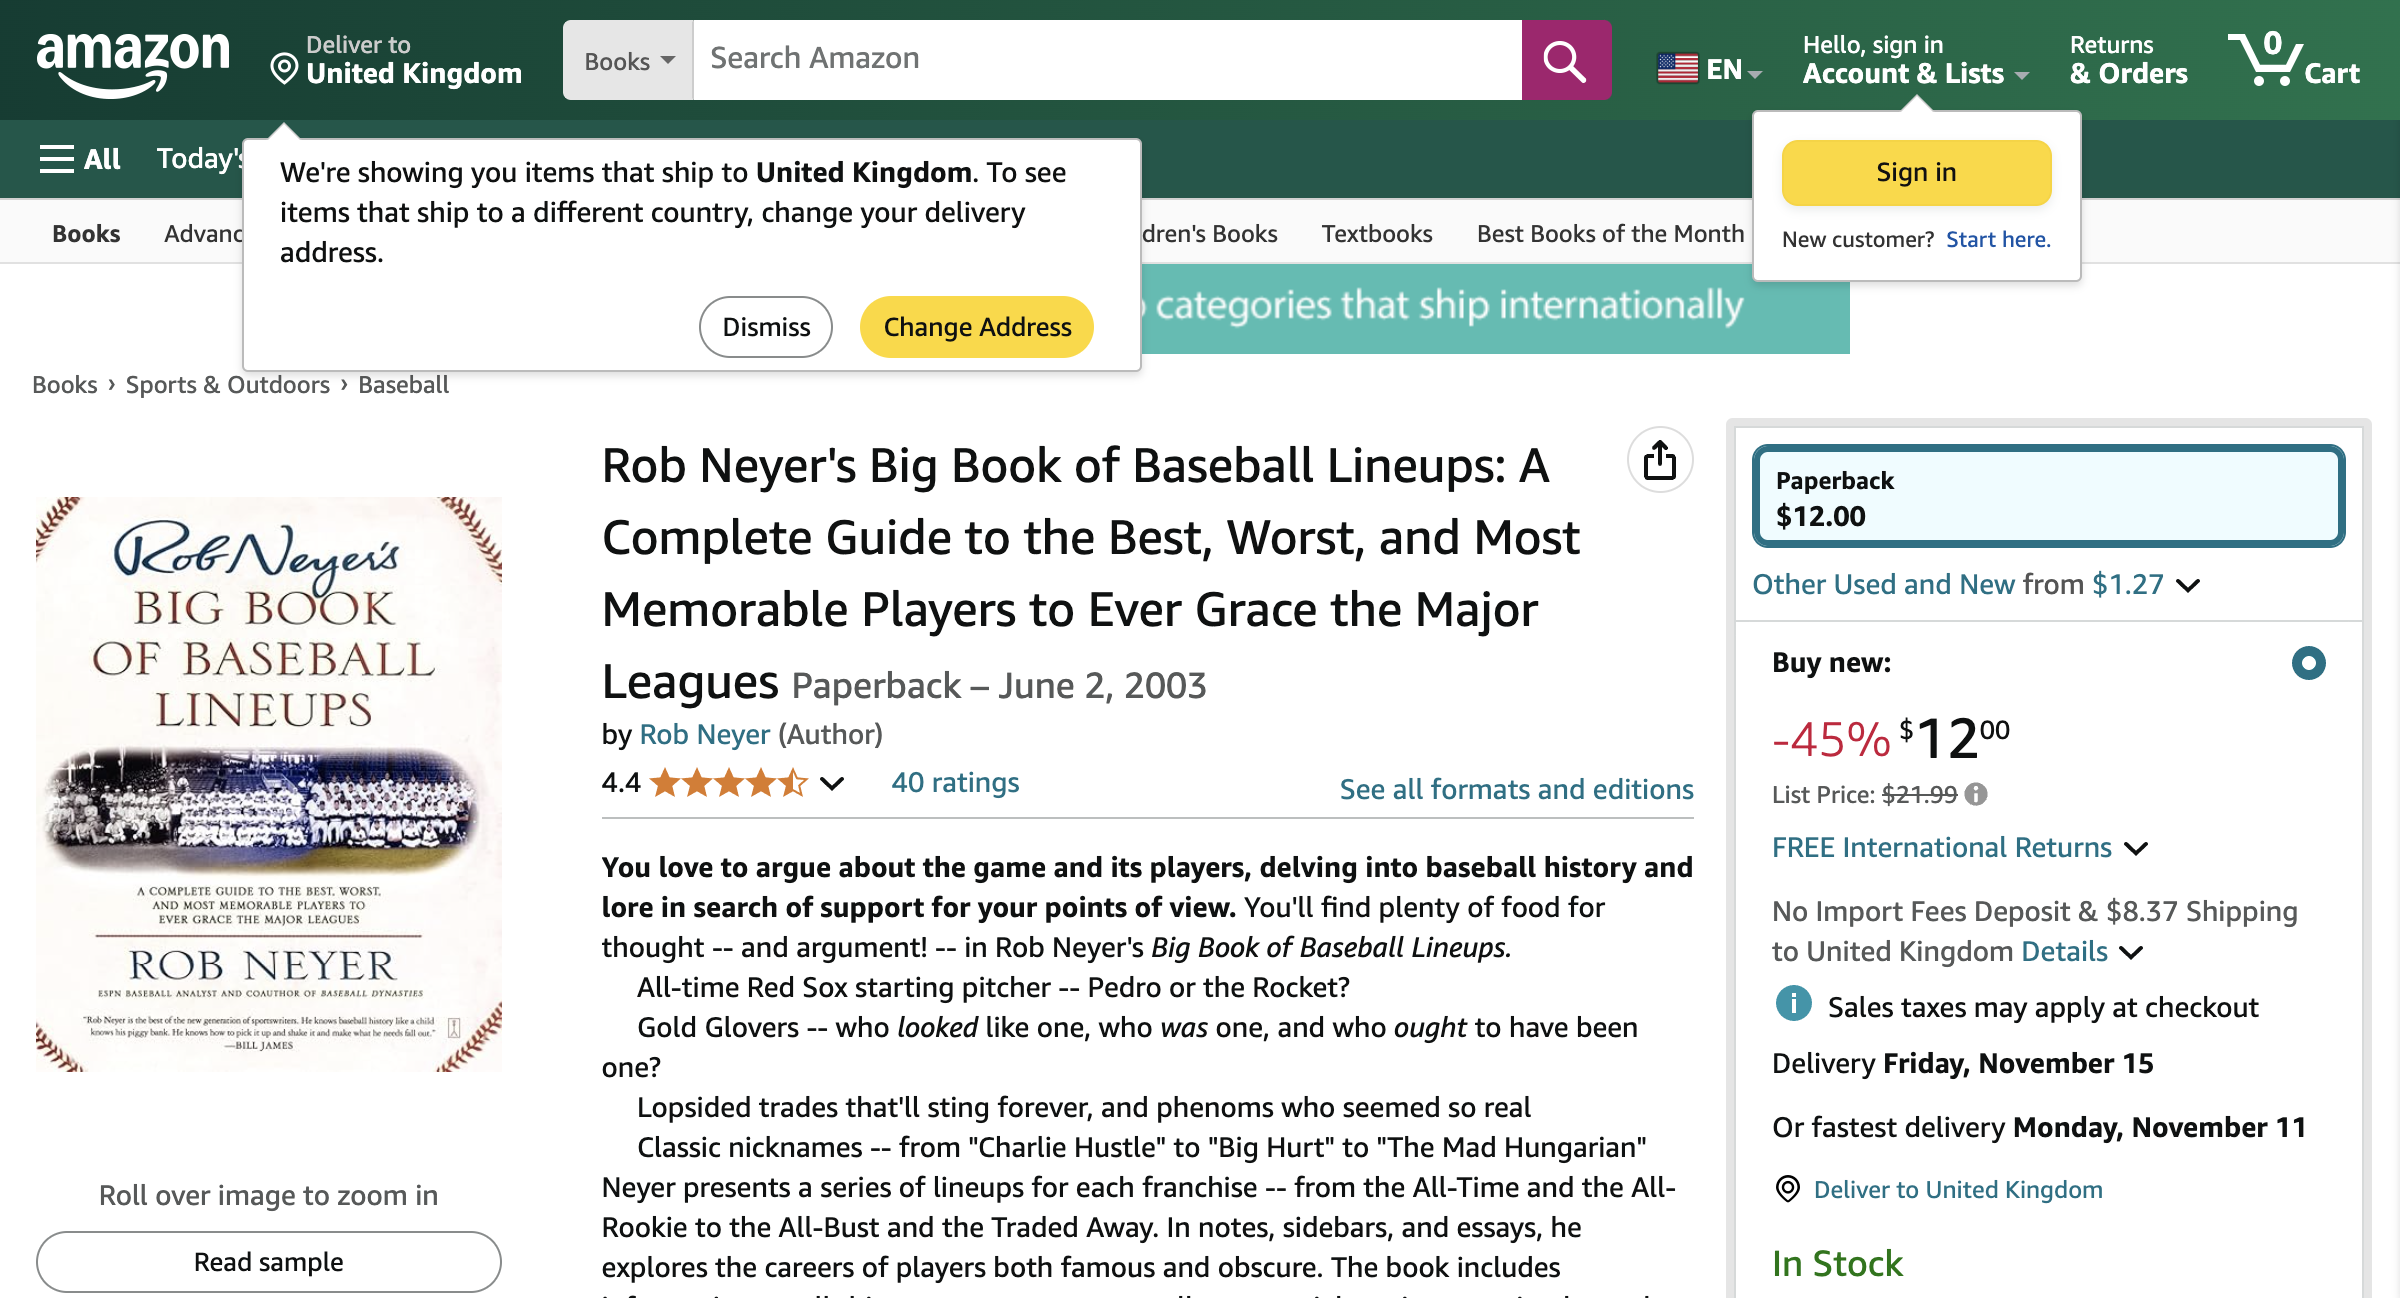 amazon
Deliver to
United Kingdom
Books
Search Amazon
EN
Hello, sign in
Account & Lists
Returns
& Orders
0
Cart
All
Today's
We're showing you items that ship to United Kingdom. To see
items that ship to a different country, change your delivery
address.
Dismiss
Change Address
Sign in
New customer? Start here.
Books
dren's Books
Textbooks
Best Books of the Month
categories that ship internationally
Books › Sports & Outdoors › Baseball
Rob Neyer's
BIG BOOK
OF BASEBALL
LINEUPS
A COMPLETE GUIDE TO THE BEST, WORST,
AND MOST MEMORABLE PLAYERS TO
EVER GRACE THE MAJOR LEAGUES
ROB NEYER
ESPN BASEBALL ANALYST AND COAUTHOR OF BASEBALL DYNASTIES
"Rob Neyer is the best of the new generation of sportswriters. He knows baseball history like a child
knows his piggy bank. He knows how to pick it up and shake it and make what he needs fall out."
—BILL JAMES
Roll over image to zoom in
Read sample
Rob Neyer's Big Book of Baseball Lineups: A
Complete Guide to the Best, Worst, and Most
Memorable Players to Ever Grace the Major
Leagues Paperback – June 2, 2003
by Rob Neyer (Author)
4.4
40 ratings
See all formats and editions
You love to argue about the game and its players, delving into baseball history and
lore in search of support for your points of view. You'll find plenty of food for
thought -- and argument! -- in Rob Neyer's Big Book of Baseball Lineups.
All-time Red Sox starting pitcher -- Pedro or the Rocket?
Gold Glovers -- who looked like one, who was one, and who ought to have been
one?
Lopsided trades that'll sting forever, and phenoms who seemed so real
Classic nicknames -- from "Charlie Hustle" to "Big Hurt" to "The Mad Hungarian"
Neyer presents a series of lineups for each franchise -- from the All-Time and the All-
Rookie to the All-Bust and the Traded Away. In notes, sidebars, and essays, he
explores the careers of players both famous and obscure. The book includes
Paperback
$12.00
Other Used and New from $1.27
Buy new:
-45% $12 00
List Price: $21.99
FREE International Returns
No Import Fees Deposit & $8.37 Shipping
to United Kingdom Details
Sales taxes may apply at checkout
Delivery Friday, November 15
Or fastest delivery Monday, November 11
Deliver to United Kingdom
In Stock